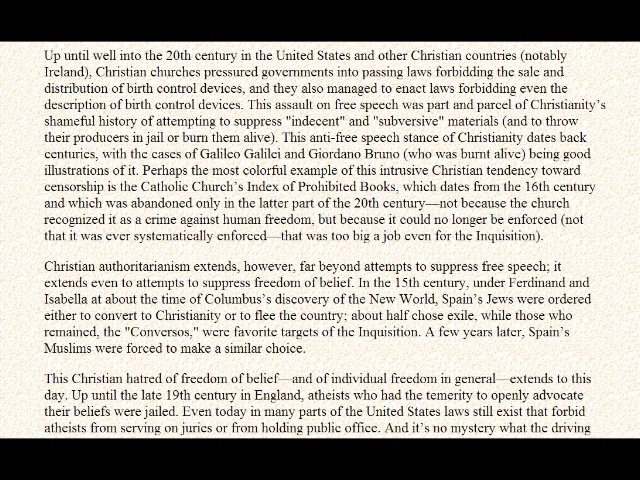 Up until well into the 20th century in the United States and other Christian countries (notably
Ireland), Christian churches pressured governments into passing laws forbidding the sale and
distribution of birth control devices, and they also managed to enact laws forbidding even the
description of birth control devices. This assault on free speech was part and parcel of Christianity’s
shameful history of attempting to suppress "indecent" and "subversive" materials (and to throw
their producers in jail or burn them alive). This anti-free speech stance of Christianity dates back
centuries, with the cases of Galileo Galilei and Giordano Bruno (who was burnt alive) being good
illustrations of it. Perhaps the most colorful example of this intrusive Christian tendency toward
censorship is the Catholic Church’s Index of Prohibited Books, which dates from the 16th century
and which was abandoned only in the latter part of the 20th century—not because the church
recognized it as a crime against human freedom, but because it could no longer be enforced (not
that it was ever systematically enforced—that was too big a job even for the Inquisition).
Christian authoritarianism extends, however, far beyond attempts to suppress free speech; it
extends even to attempts to suppress freedom of belief. In the 15th century, under Ferdinand and
Isabella at about the time of Columbus’s discovery of the New World, Spain’s Jews were ordered
either to convert to Christianity or to flee the country; about half chose exile, while those who
remained, the "Conversos," were favorite targets of the Inquisition. A few years later, Spain’s
Muslims were forced to make a similar choice.
This Christian hatred of freedom of belief—and of individual freedom in general—extends to this
day. Up until the late 19th century in England, atheists who had the temerity to openly advocate
their beliefs were jailed. Even today in many parts of the United States laws still exist that forbid
atheists from serving on juries or from holding public office. And it’s no mystery what the driving